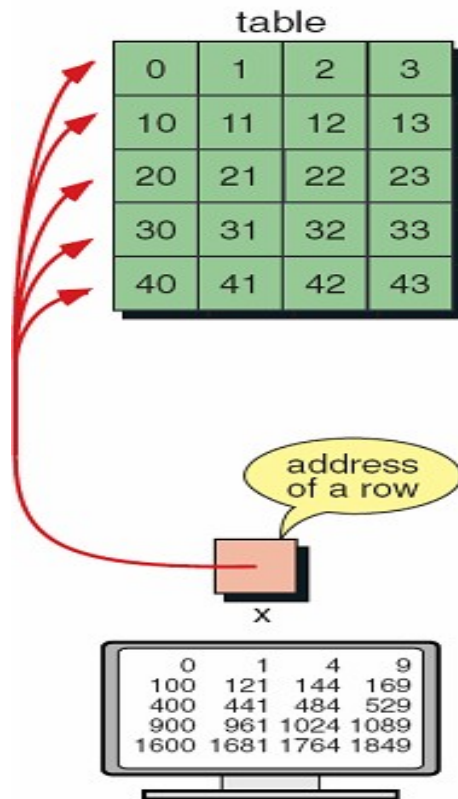 table
0 1 2 3
10 11 12 13
20 21 22 23
30 31 32 33
40 41 42 43
address
of a row
x
0 1 4 9
100 121 144 169
400 441 484 529
900 961 1024 1089
1600 1681 1764 1849